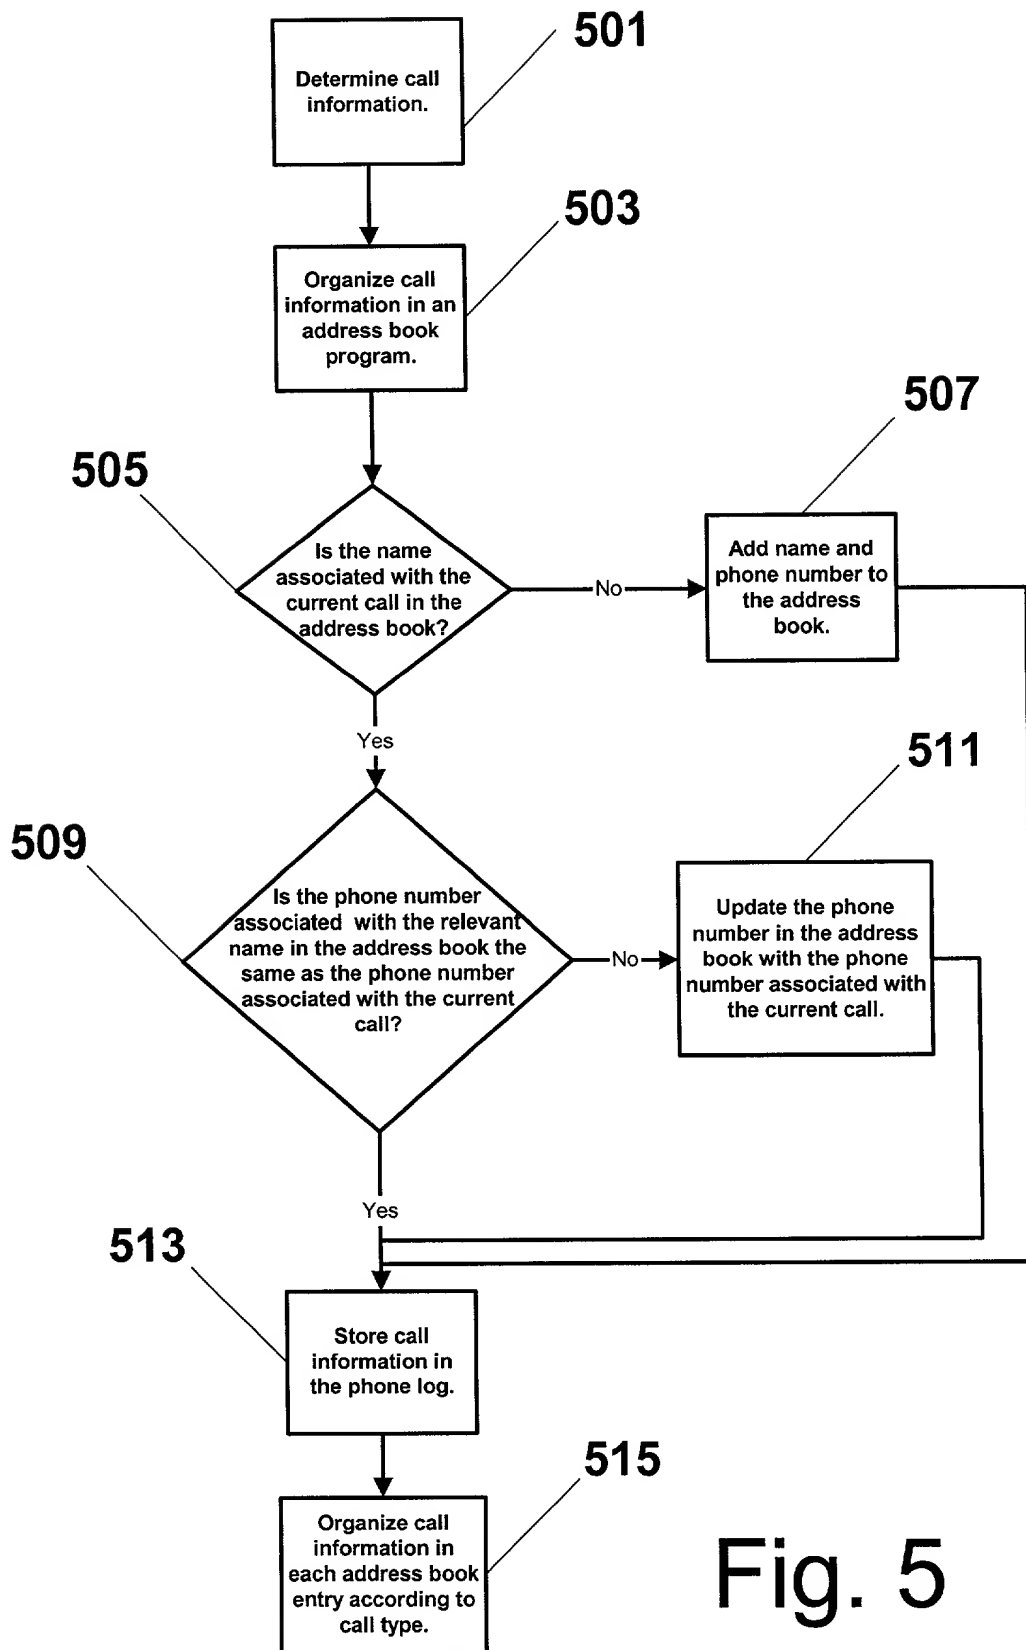 501
Determine call
information.
503
Organize call
information in an
address book
program.
507
505
Is the name
associated with the
current call in the
address book?
No
Add name and
phone number to
the address
book.
Yes
511
509
Is the phone number
associated with the relevant
name in the address book the
same as the phone number
associated with the current
call?
No
Update the phone
number in the address
book with the phone
number associated with
the current call.
Yes
513
Store call
information in
the phone log.
515
Organize call
information in
each address book
entry according to
call type.
Fig. 5